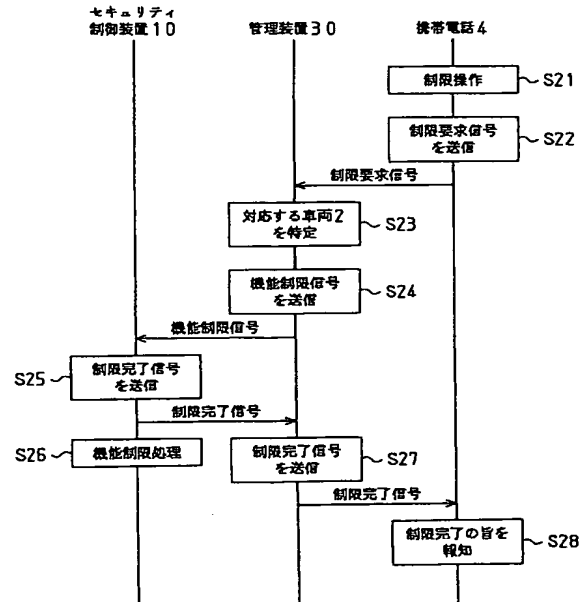 セキュリティ
制御装置10
管理装置30
携帯電話4
制限操作
S21
制限要求信号
を送信
S22
制限要求信号
対応する車両2
を特定
S23
機能制限信号
を送信
S24
機能制限信号
S25
制限完了信号
を送信
制限完了信号
S26
機能制限処理
制限完了信号
を送信
S27
制限完了信号
制限完了の旨を
報知
S28